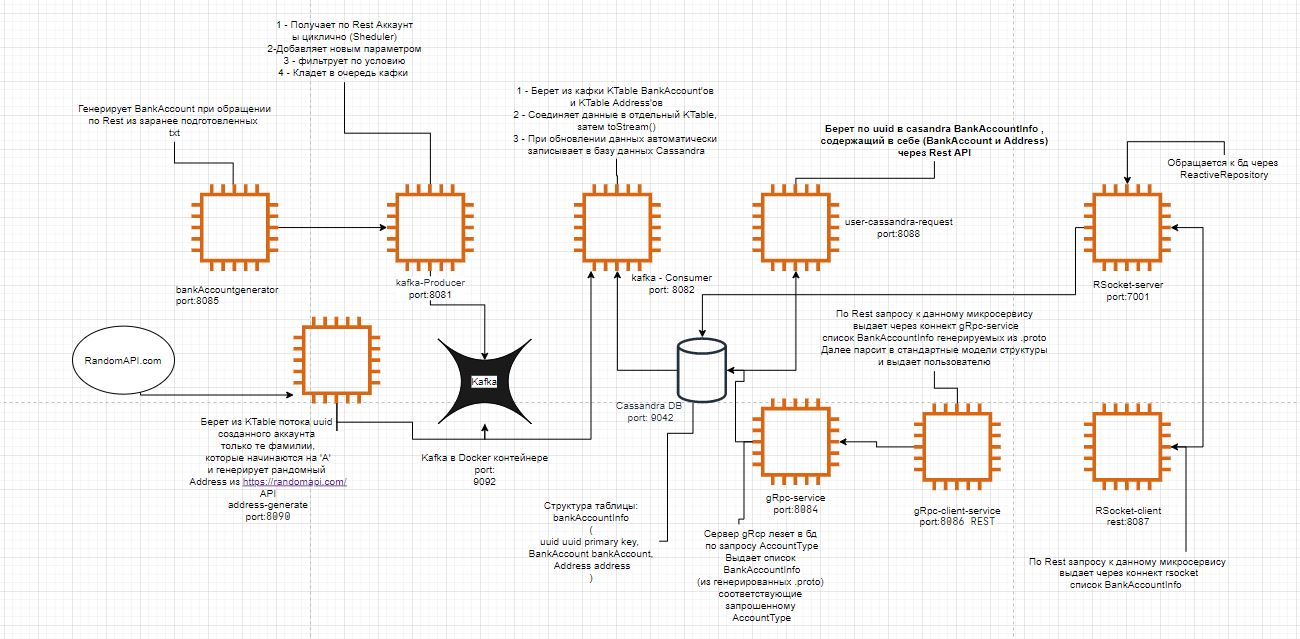 1 - Получает по Rest Аккаунт
ы циклично (Sheduler)
2-Добавляет новым параметром
3 - фильтрует по условию
4 - Кладет в очередь кафки
Генерирует BankAccount при обращении
по Rest из заранее подготовленных
txt
1 - Берет из кафки KTable BankAccount'ов
и KTable Address'ов
2 - Соединяет данные в отдельный KTable,
затем toStream()
3 - При обновлении данных автоматически
записывает в базу данных Cassandra
Берет по uuid в casandra BankAccountInfo ,
содержащий в себе (BankAccount и Address)
через Rest API
Обращается к бд через
ReactiveRepository
bankAccountgenerator
port:8085
kafka-Producer
port:8081
kafka - Consumer
port: 8082
user-cassandra-request
port:8088
RSocket-server
port:7001
RandomAPI.com
Kafka
Cassandra DB
port: 9042
По Rest запросу к данному микросервису
выдает через коннект gRpc-service
список BankAccountInfo генерируемых из .proto
Далее парсит в стандартные модели структуры
и выдает пользователю
Берет из KTable потока uuid
созданного аккаунта
только те фамилии,
которые начинаются на 'А'
и генерирует рандомный
Address из https://randomapi.com/
API
address-generate
port:8090
Кафка в Docker контейнере
port:
9092
Структура таблицы:
bankAccountInfo
(
uuid uuid primary key,
BankAccount bankAccount,
Address address
)
gRpc-service
port:8084
Сервер gRcp лезет в бд
по запросу AccountType
Выдает список
BankAccountInfo
(из генерированных .proto)
соответствующие
запрошенному
AccountType
gRpc-client-service
port:8086 REST
RSocket-client
rest:8087
По Rest запросу к данному микросервису
выдает через коннект rsocket
список BankAccountInfo